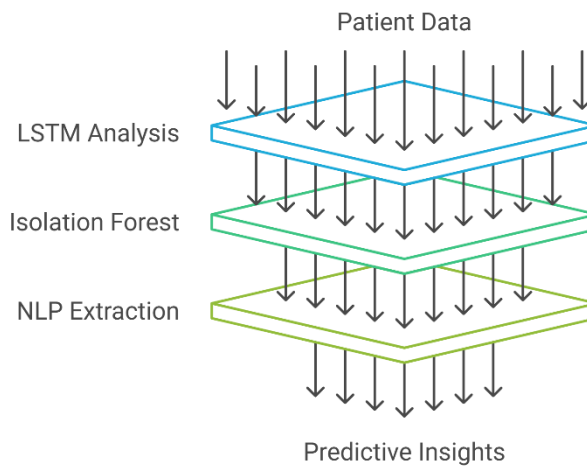 Patient Data
LSTM Analysis
Isolation Forest
NLP Extraction
Predictive Insights